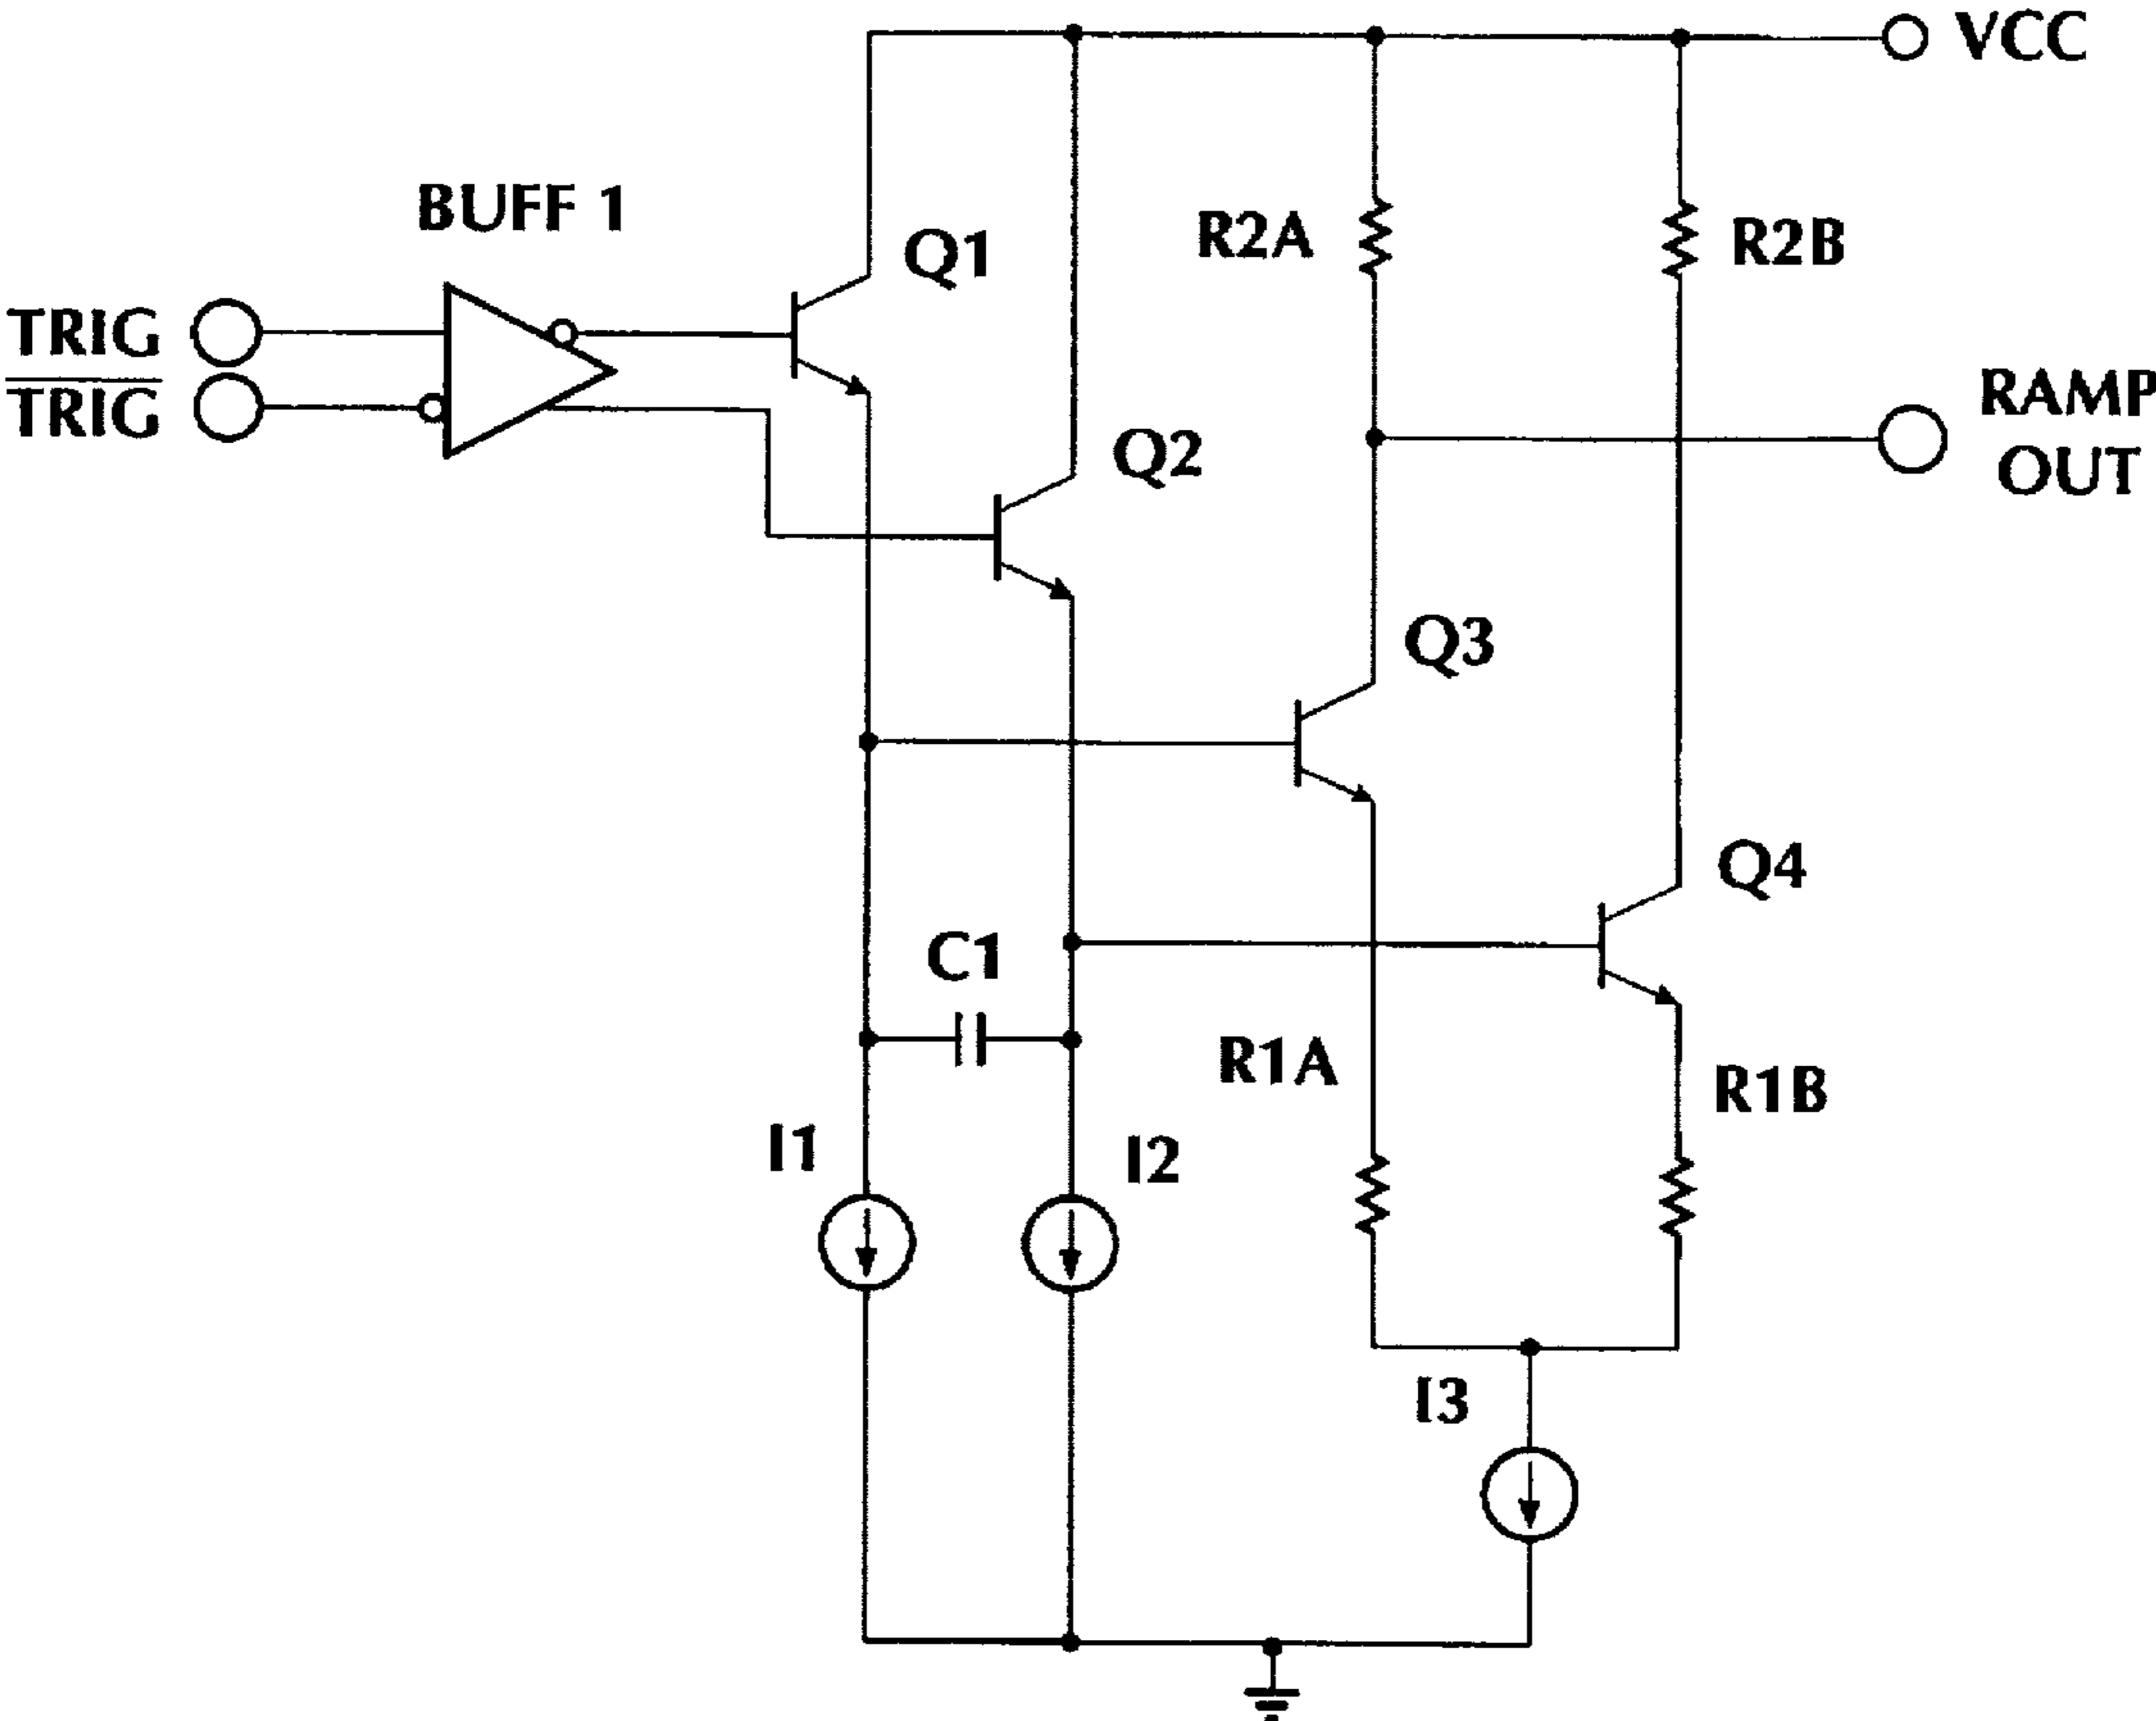 VCC
BUFF 1
Q1
R2A
R2B
TRIG
TRIG
RAMP
OUT
Q2
Q3
Q4
C1
R1A
R1B
I1
I2
I3